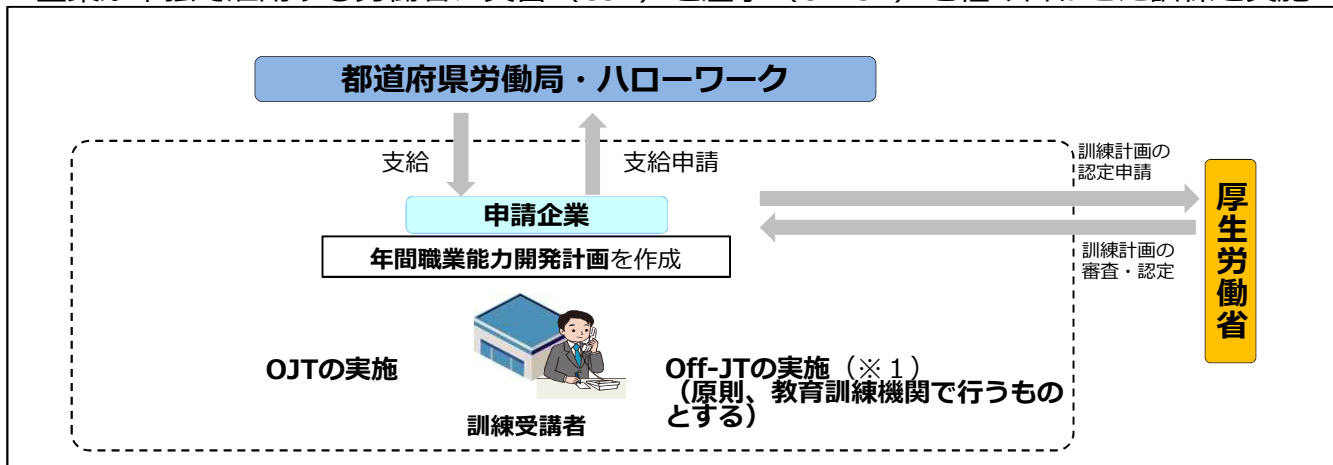 都道府県労働局・ハローワーク
支給
支給申請
訓練計画の
認定申請
申請企業
厚生労働省
年間職業能力開発計画を作成
訓練計画の
審査・認定
OJTの実施
Off-JTの実施（※１）
（原則、教育訓練機関で行うもの
とする）
訓練受講者